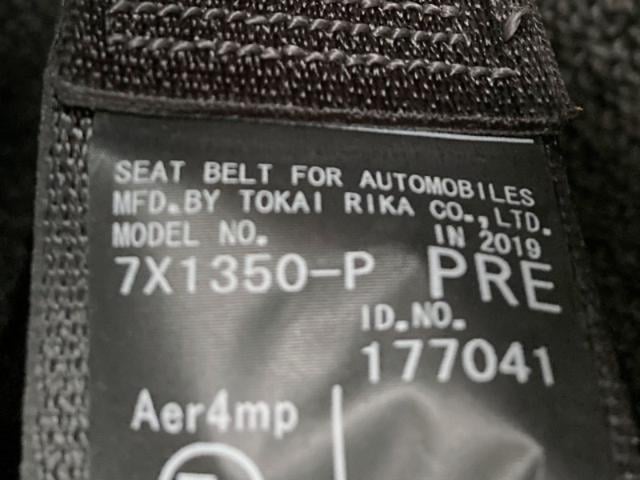 SEAT BELT FOR AUTOMOBILES
MFD.BY TOKAI RIKA CO.,LTD.
MODEL NO. IN 2019
7X1350-P PRE
ID.NO.
177041
Aer4mp